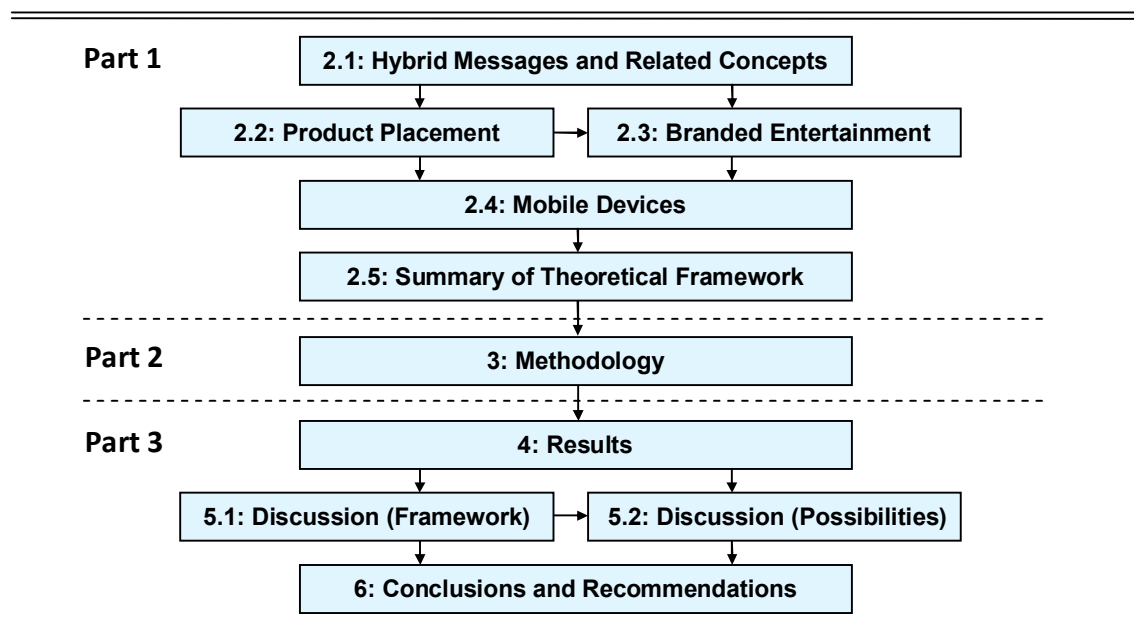 Part 1
2.1: Hybrid Messages and Related Concepts
2.2: Product Placement
2.3: Branded Entertainment
2.4: Mobile Devices
2.5: Summary of Theoretical Framework
Part 2
3: Methodology
Part 3
4: Results
5.1: Discussion (Framework)
5.2: Discussion (Possibilities)
6: Conclusions and Recommendations